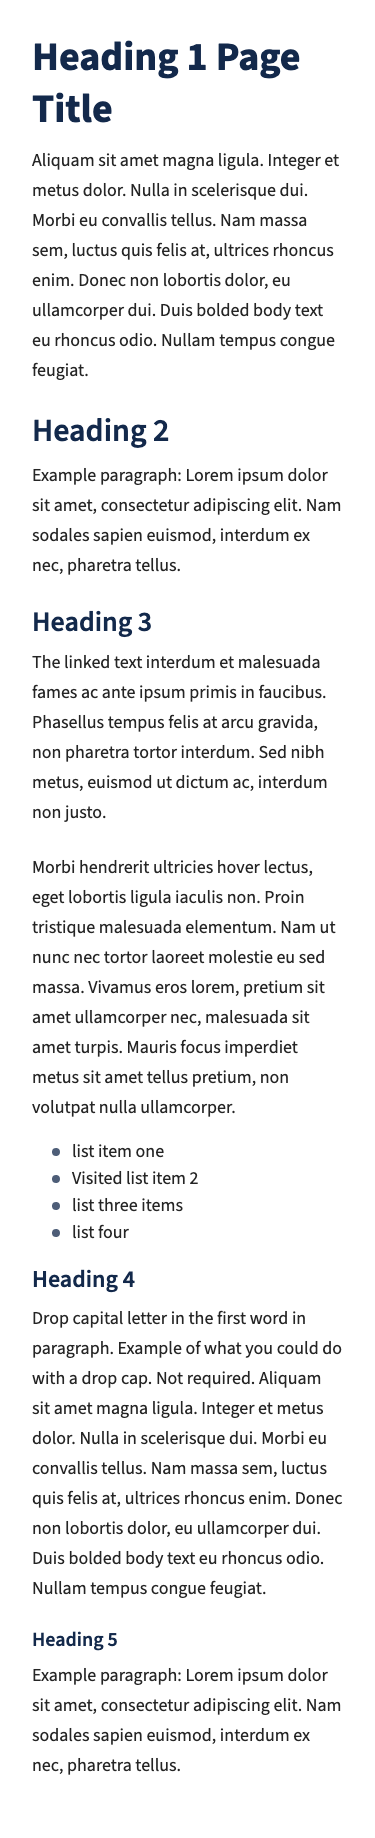 Heading 1 Page
Title
Aliquam sit amet magna ligula. Integer et
metus dolor. Nulla in scelerisque dui.
Morbi eu convallis tellus. Nam massa
sem, luctus quis felis at, ultrices rhoncus
enim. Donec non lobortis dolor, eu
ullamcorper dui. Duis bolded body text
eu rhoncus odio. Nullam tempus congue
feugiat.
Heading 2
Example paragraph: Lorem ipsum dolor
sit amet, consectetur adipiscing elit. Nam
sodales sapien euismod, interdum ex
nec, pharetra tellus.
Heading 3
The linked text interdum et malesuada
fames ac ante ipsum primis in faucibus.
Phasellus tempus felis at arcu gravida,
non pharetra tortor interdum. Sed nibh
metus, euismod ut dictum ac, interdum
non justo.
Morbi hendrerit ultricies hover lectus,
eget lobortis ligula iaculis non. Proin
tristique malesuada elementum. Nam ut
nunc nec tortor laoreet molestie eu sed
massa. Vivamus eros lorem, pretium sit
amet ullamcorper nec, malesuada sit
amet turpis. Mauris focus imperdiet
metus sit amet tellus pretium, non
volutpat nulla ullamcorper.
• list item one
• Visited list item 2
• list three items
• list four
Heading 4
Drop capital letter in the first word in
paragraph. Example of what you could do
with a drop cap. Not required. Aliquam
sit amet magna ligula. Integer et metus
dolor. Nulla in scelerisque dui. Morbi eu
convallis tellus. Nam massa sem, luctus
quis felis at, ultrices rhoncus enim. Donec
non lobortis dolor, eu ullamcorper dui.
Duis bolded body text eu rhoncus odio.
Nullam tempus congue feugiat.
Heading 5
Example paragraph: Lorem ipsum dolor
sit amet, consectetur adipiscing elit. Nam
sodales sapien euismod, interdum ex
nec, pharetra tellus.